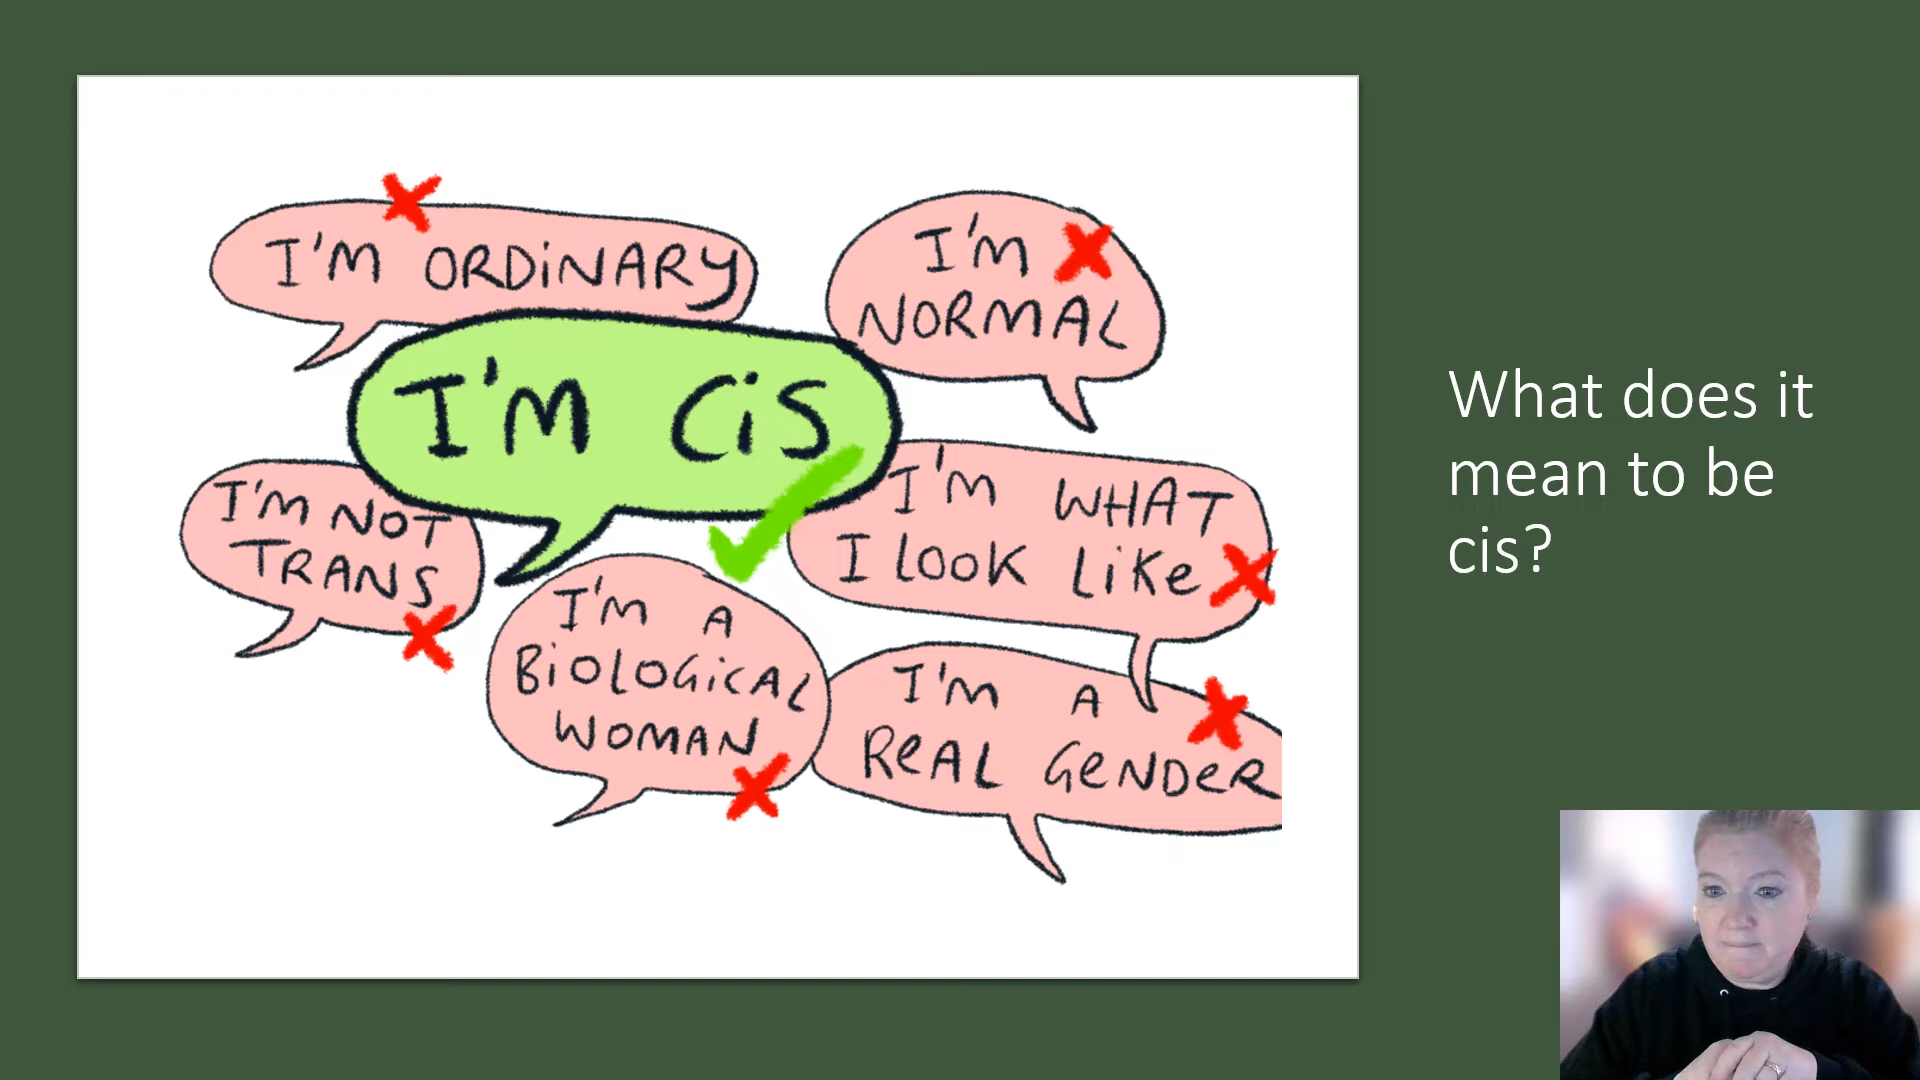 I'M ORDiNARY
I'M
NORMAL
I'M CiS
I'M NOT
TRANS
I'M WHAT
I LOOK LiKe
I'M A
BiOLOGiCAL
WOMAN
I'M A
ReAL GeNDeR
What does it
mean to be
cis?